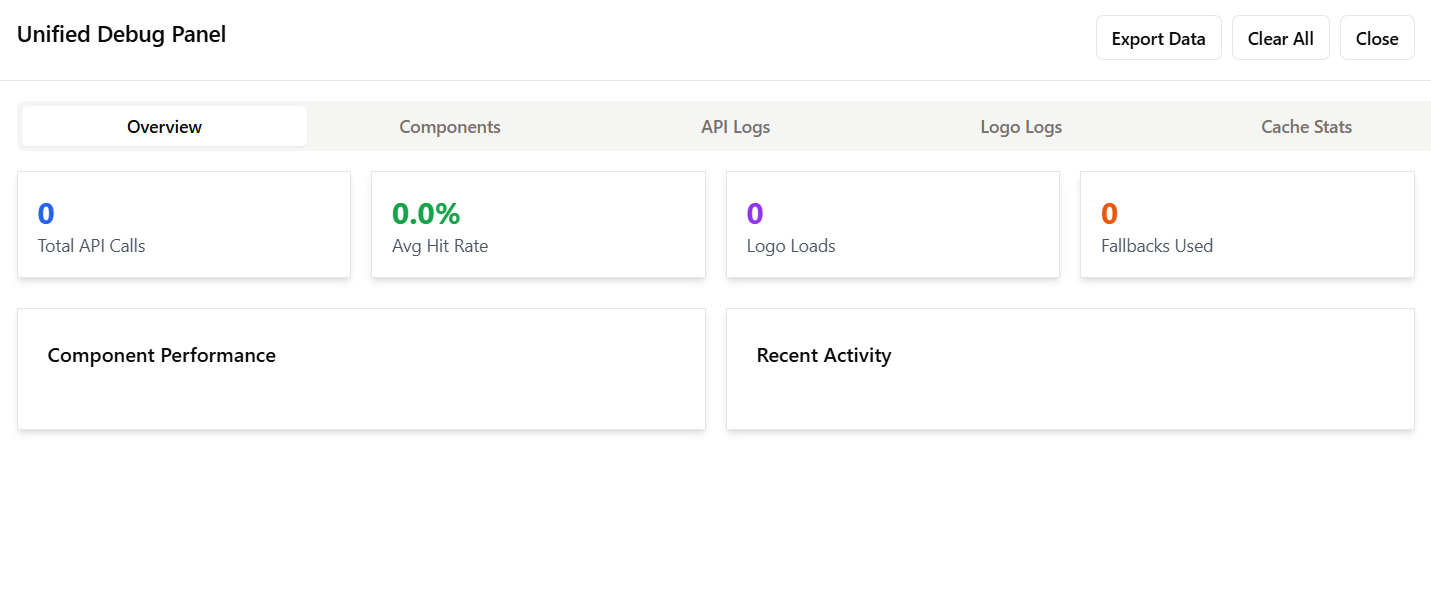 Unified Debug Panel
Export Data
Clear All
Close
Overview
Components
API Logs
Logo Logs
Cache Stats
0
Total API Calls
0.0%
Avg Hit Rate
0
Logo Loads
0
Fallbacks Used
Component Performance
Recent Activity